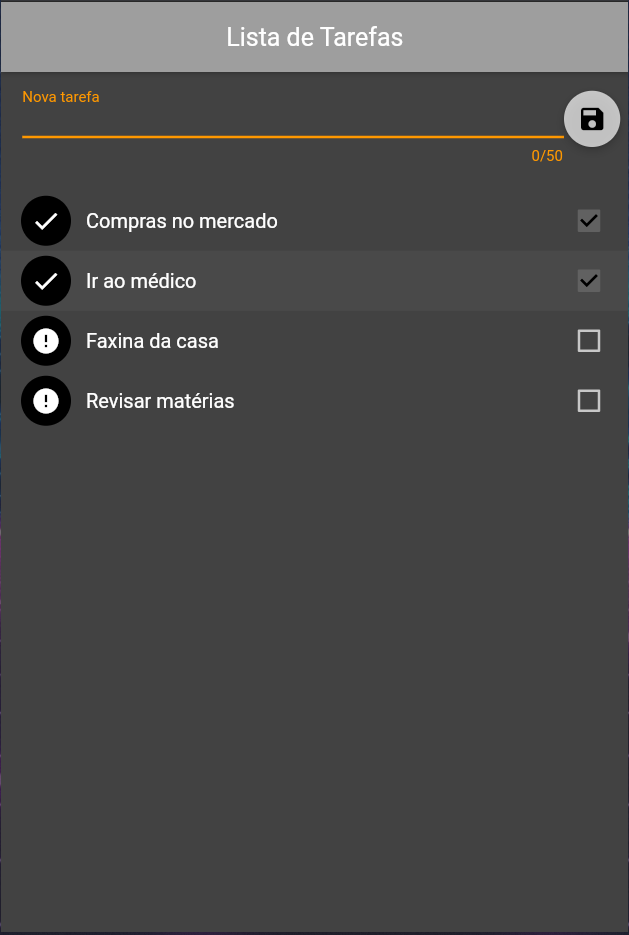 Lista de Tarefas
Nova tarefa
0/50
Compras no mercado
Ir ao médico
Faxina da casa
Revisar matérias